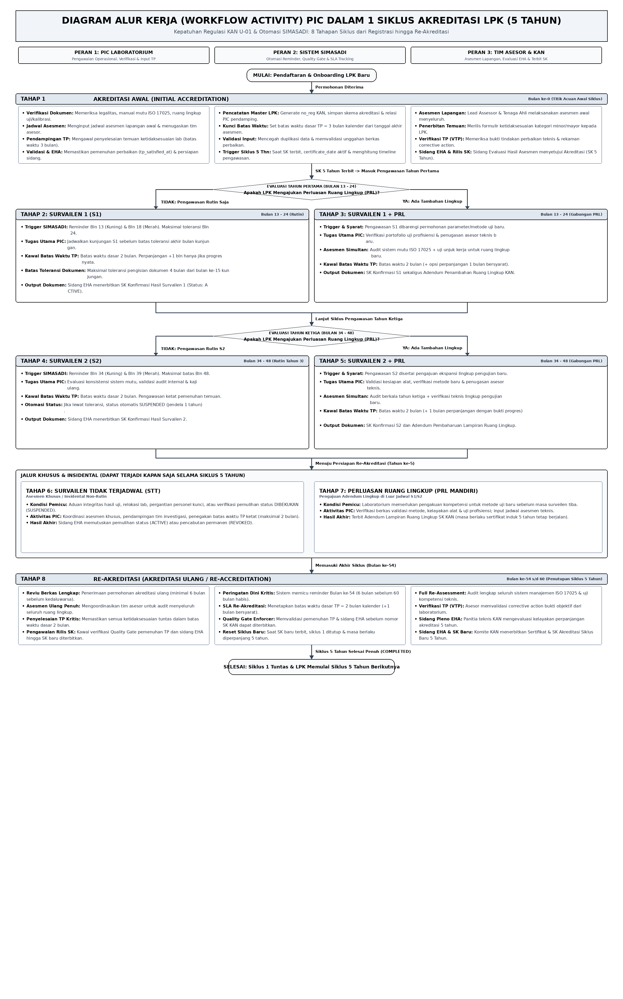 DIAGRAM ALUR KERJA (WORKFLOW ACTIVITY) PIC DALAM 1 SIKLUS AKREDITASI LPK (5 TAHUN)
Kepatuhan Regulasi KAN U-01 & Otomasi SIMASADI: 8 Tahapan Siklus dari Registrasi hingga Re-Akreditasi
PERAN 1: PIC LABORATORIUM
Pengawalan Operasional, Verifikasi & Input TP
PERAN 2: SISTEM SIMASADI
Otomasi Reminder, Quality Gate & SLA Tracking
PERAN 3: TIM ASESOR & KAN
Asesmen Lapangan, Evaluasi EHA & Terbit SK
MULAI: Pendaftaran & Onboarding LPK Baru
Permohonan Diterima
TAHAP 1 AKREDITASI AWAL (INITIAL ACCREDITATION) Bulan ke-0 (Titik Acuan Awal Siklus)
• Verifikasi Dokumen: Memeriksa legalitas, manual mutu ISO 17025, ruang lingkup
uji/kalibrasi.
• Jadwal Asesmen: Menginput jadwal asesmen lapangan awal & menugaskan tim
asesor.
• Pendampingan TP: Mengawal penyelesaian temuan ketidaksesuaian lab (batas
waktu 3 bulan).
• Validasi & EHA: Memastikan pemenuhan perbaikan (tp_satisfied_at) & persiapan
sidang.
• Pencatatan Master LPK: Generate no_reg KAN, simpan skema akreditasi & relasi
PIC pendamping.
• Kunci Batas Waktu: Set batas waktu dasar TP = 3 bulan kalender dari tanggal akhir
asesmen.
• Validasi Input: Mencegah duplikasi data & memvalidasi unggahan berkas
perbaikan.
• Trigger Siklus 5 Thn: Saat SK terbit, certificate_date aktif & menghitung timeline
pengawasan.
• Asesmen Lapangan: Lead Assessor & Tenaga Ahli melaksanakan asesmen awal
menyeluruh.
• Penerbitan Temuan: Merilis formulir ketidaksesuaian kategori minor/mayor kepada
LPK.
• Verifikasi TP (VTP): Memeriksa bukti tindakan perbaikan teknis & rekaman
corrective action.
• Sidang EHA & Rilis SK: Sidang Evaluasi Hasil Asesmen menyetujui Akreditasi (SK 5
Tahun).
SK 5 Tahun Terbit -> Masuk Pengawasan Tahun Pertama
EVALUASI TAHUN PERTAMA (BULAN 13 - 24)
Apakah LPK Mengajukan Perluasan Ruang Lingkup (PRL)?
TIDAK: Pengawasan Rutin Saja
YA: Ada Tambahan Lingkup
TAHAP 2: SURVAILEN 1 (S1) Bulan 13 - 24 (Rutin)
• Trigger SIMASADI: Reminder Bln 13 (Kuning) & Bln 18 (Merah). Maksimal toleransi Bln
24.
• Tugas Utama PIC: Jadwalkan kunjungan S1 sebelum batas toleransi akhir bulan kunjun
gan.
• Kawal Batas Waktu TP: Batas waktu dasar 2 bulan. Perpanjangan +1 bln hanya jika progres
nyata.
• Batas Toleransi Dokumen: Maksimal toleransi pengisian dokumen 4 bulan dari bulan ke-15 kun
jungan.
• Output Dokumen: Sidang EHA menerbitkan SK Konfirmasi Hasil Survailen 1 (Status: A
CTIVE).
TAHAP 3: SURVAILEN 1 + PRL Bulan 13 - 24 (Gabungan PRL)
• Trigger & Syarat: Pengawasan S1 dibarengi permohonan parameter/metode uji baru.
• Tugas Utama PIC: Verifikasi portofolio uji profisiensi & penugasan asesor teknis b
aru.
• Asesmen Simultan: Audit sistem mutu ISO 17025 + uji unjuk kerja untuk ruang lingkup
baru.
• Kawal Batas Waktu TP: Batas waktu 2 bulan (+ opsi perpanjangan 1 bulan bersyarat).
• Output Dokumen: SK Konfirmasi S1 sekaligus Adendum Penambahan Ruang Lingkup KAN.
Lanjut Siklus Pengawasan Tahun Ketiga
EVALUASI TAHUN KETIGA (BULAN 34 - 48)
Apakah LPK Mengajukan Perluasan Ruang Lingkup (PRL)?
TIDAK: Pengawasan Rutin S2
YA: Ada Tambahan Lingkup
TAHAP 4: SURVAILEN 2 (S2) Bulan 34 - 48 (Rutin Tahun 3)
• Trigger SIMASADI: Reminder Bln 34 (Kuning) & Bln 39 (Merah). Maksimal batas Bln 48.
• Tugas Utama PIC: Evaluasi konsistensi sistem mutu, validasi audit internal & kaji
ulang.
• Kawal Batas Waktu TP: Batas waktu dasar 2 bulan. Pengawasan ketat pemenuhan temuan.
• Otomasi Status: Jika lewat toleransi, status otomatis SUSPENDED (jendela 1 tahun)
.
• Output Dokumen: Sidang EHA menerbitkan SK Konfirmasi Hasil Survailen 2.
TAHAP 5: SURVAILEN 2 + PRL Bulan 34 - 48 (Gabungan PRL)
• Trigger & Syarat: Pengawasan S2 disertai pengajuan ekspansi lingkup pengujian baru.
• Tugas Utama PIC: Validasi kesiapan alat, verifikasi metode baru & penugasan asesor
teknis.
• Asesmen Simultan: Audit berkala tahun ketiga + verifikasi teknis lingkup pengujian
baru.
• Kawal Batas Waktu TP: Batas waktu 2 bulan (+ 1 bulan perpanjangan dengan bukti progres)
.
• Output Dokumen: SK Konfirmasi S2 dan Adendum Pembaharuan Lampiran Ruang Lingkup.
Menuju Persiapan Re-Akreditasi (Tahun ke-5)
JALUR KHUSUS & INSIDENTAL (DAPAT TERJADI KAPAN SAJA SELAMA SIKLUS 5 TAHUN)
TAHAP 6: SURVAILEN TIDAK TERJADWAL (STT)
Asesmen Khusus / Insidental Non-Rutin
• Kondisi Pemicu: Aduan integritas hasil uji, relokasi lab, pergantian personel kunci, atau verifikasi pemulihan status DIBEKUKAN
(SUSPENDED).
• Aktivitas PIC: Koordinasi asesmen khusus, pendampingan tim investigasi, penegakan batas waktu TP ketat (maksimal 2 bulan).
• Hasil Akhir: Sidang EHA memutuskan pemulihan status (ACTIVE) atau pencabutan permanen (REVOKED).
TAHAP 7: PERLUASAN RUANG LINGKUP (PRL MANDIRI)
Pengajuan Adendum Lingkup di Luar Jadwal S1/S2
• Kondisi Pemicu: Laboratorium memerlukan pengakuan kompetensi untuk metode uji baru sebelum masa surveilen tiba.
• Aktivitas PIC: Verifikasi berkas validasi metode, kelayakan alat & uji profisiensi; input jadwal asesmen teknis.
• Hasil Akhir: Terbit Adendum Lampiran Ruang Lingkup SK KAN (masa berlaku sertifikat induk 5 tahun tetap berjalan).
Memasuki Akhir Siklus (Bulan ke-54)
TAHAP 8 RE-AKREDITASI (AKREDITASI ULANG / RE-ACCREDITATION) Bulan ke-54 s/d 60 (Penutupan Siklus 5 Tahun)
• Reviu Berkas Lengkap: Penerimaan permohonan akreditasi ulang (minimal 6 bulan
sebelum kedaluwarsa).
• Asesmen Ulang Penuh: Mengoordinasikan tim asesor untuk audit menyeluruh
seluruh ruang lingkup.
• Penyelesaian TP Kritis: Memastikan semua ketidaksesuaian tuntas dalam batas
waktu dasar 2 bulan.
• Pengawalan Rilis SK: Kawal verifikasi Quality Gate pemenuhan TP dan sidang EHA
hingga SK baru diterbitkan.
• Peringatan Dini Kritis: Sistem memicu reminder Bulan ke-54 (6 bulan sebelum 60
bulan habis).
• SLA Re-Akreditasi: Menetapkan batas waktu dasar TP = 2 bulan kalender (+1
bulan bersyarat).
• Quality Gate Enforcer: Memvalidasi pemenuhan TP & sidang EHA sebelum nomor
SK KAN dapat diterbitkan.
• Reset Siklus Baru: Saat SK baru terbit, siklus 1 ditutup & masa berlaku
diperpanjang 5 tahun.
• Full Re-Assessment: Audit lengkap seluruh sistem manajemen ISO 17025 & uji
kompetensi teknis.
• Verifikasi TP (VTP): Asesor memvalidasi corrective action bukti objektif dari
laboratorium.
• Sidang Pleno EHA: Panitia teknis KAN mengevaluasi kelayakan perpanjangan
akreditasi 5 tahun.
• Sidang EHA & SK Baru: Komite KAN menerbitkan Sertifikat & SK Akreditasi Siklus
Baru 5 Tahun.
Siklus 5 Tahun Selesai Penuh (COMPLETED)
SELESAI: Siklus 1 Tuntas & LPK Memulai Siklus 5 Tahun Berikutnya